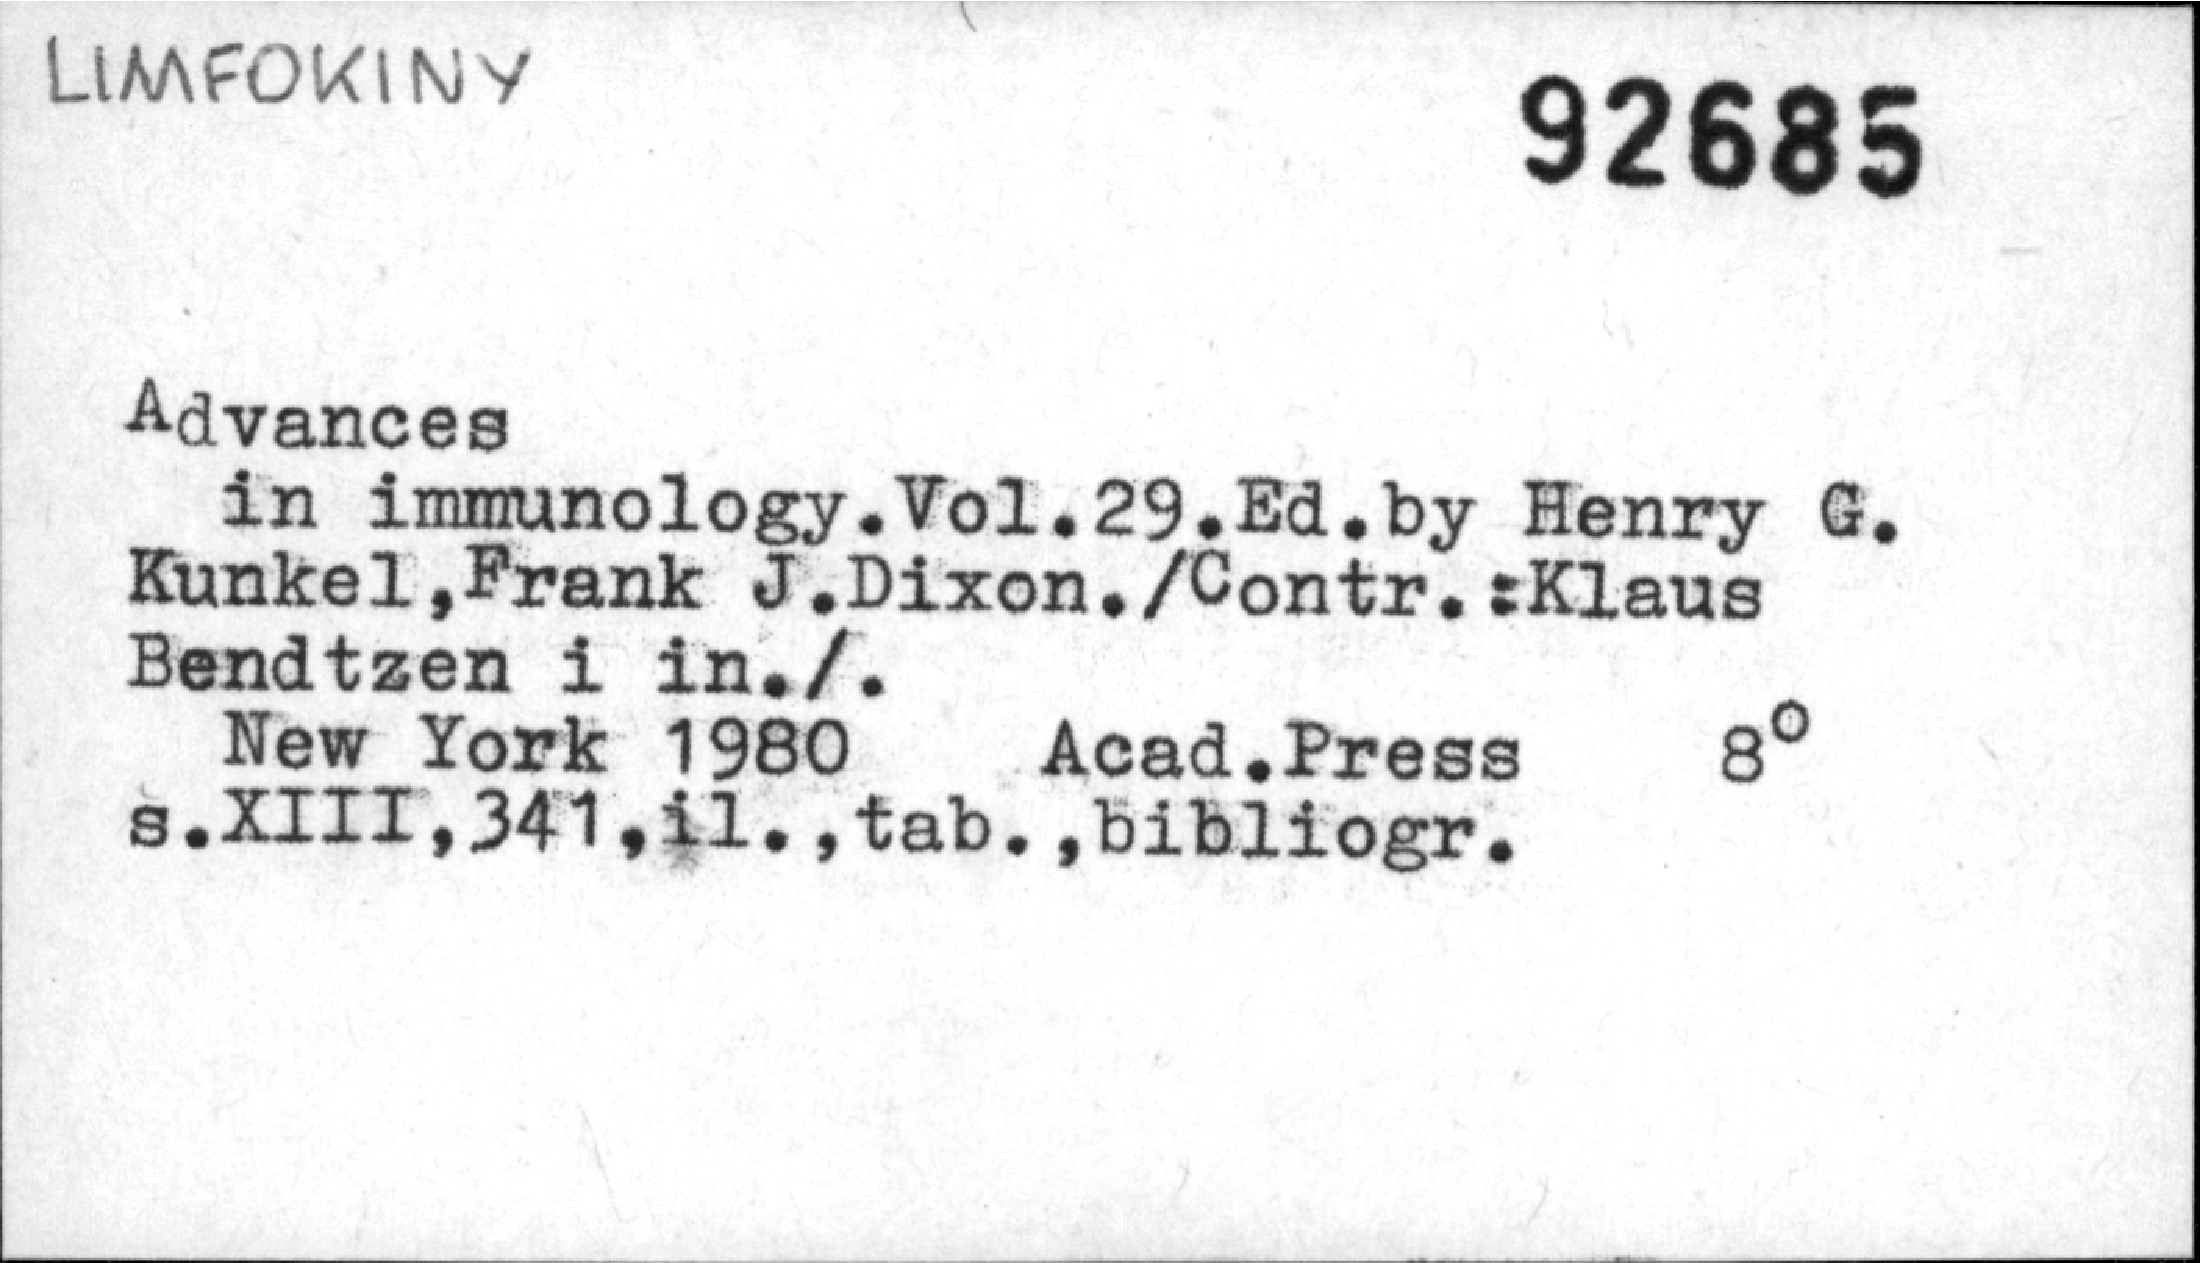 LIMFOKINY
92685
Advances
in immunology.Vol.29.Ed.by Henry G.
Kunkel,Frank J.Dixon./Contr.:Klaus
Bendtzen i in./.
New York 1980 Acad.Press 8°
s.XIII,341,il.,tab.,bibliogr.